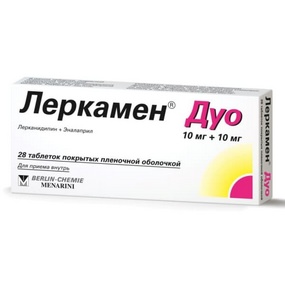 Леркамен® Дуо
Лерканидипин + Эналаприл
10 мг + 10 мг
28 таблеток покрытых пленочной оболочкой
Для приема внутрь
BERLIN-CHEMIE
MENARINI